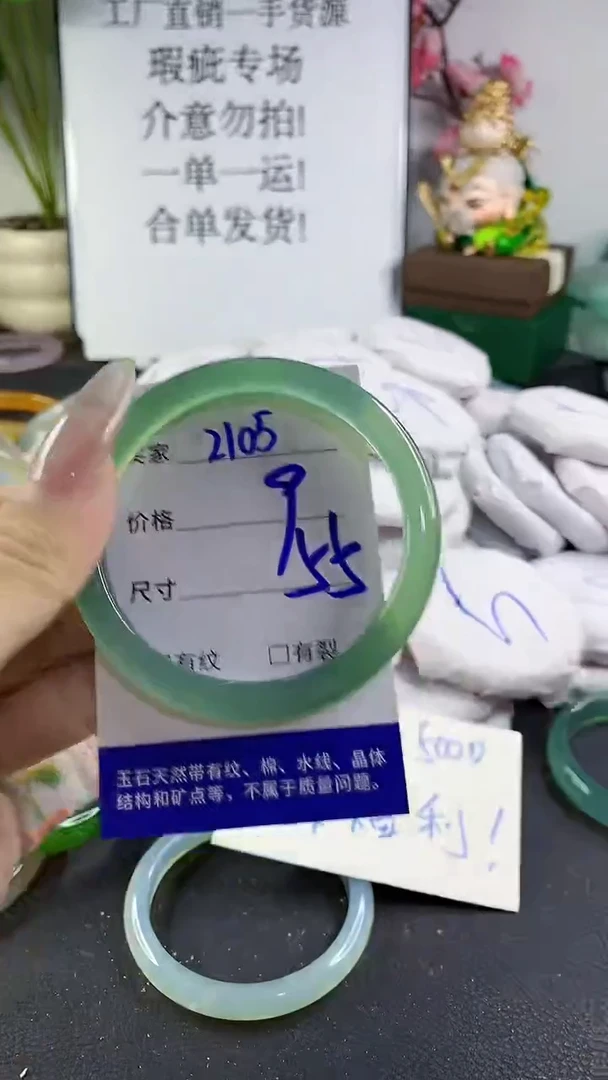 工厂直销一手货源
瑕疵专场
介意勿拍!
一单一运!
合单发货!
家 2105
价格
尺寸 55
有纹 □有裂
玉石天然带有纹、棉、水线、晶体
结构和矿点等，不属于质量问题。
5000
福利!